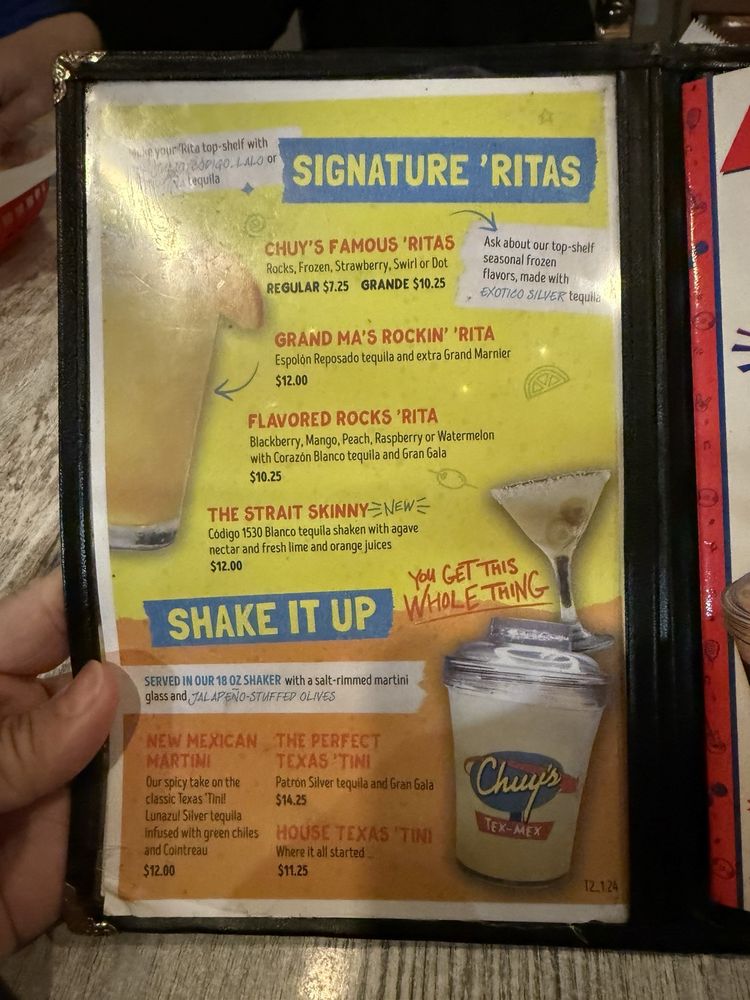 your 'Rita top-shelf with
CÓDIGO, LALO or
tequila
SIGNATURE 'RITAS
CHUY'S FAMOUS 'RITAS
Rocks, Frozen, Strawberry, Swirl or Dot
REGULAR $7.25 GRANDE $10.25
Ask about our top-shelf
seasonal frozen
flavors, made with
EXOTICO SILVER tequila
GRAND MA'S ROCKIN' 'RITA
Espolón Reposado tequila and extra Grand Marnier
$12.00
FLAVORED ROCKS 'RITA
Blackberry, Mango, Peach, Raspberry or Watermelon
with Corazón Blanco tequila and Gran Gala
$10.25
THE STRAIT SKINNY NEW
Código 1530 Blanco tequila shaken with agave
nectar and fresh lime and orange juices
$12.00
YOU GET THIS
WHOLE THING
SHAKE IT UP
SERVED IN OUR 18 OZ SHAKER with a salt-rimmed martini
glass and JALAPEÑO-STUFFED OLIVES
NEW MEXICAN
MARTINI
Our spicy take on the
classic Texas 'Tini!
Lunazul Silver tequila
infused with green chiles
and Cointreau
$12.00
THE PERFECT
TEXAS 'TINI
Patrón Silver tequila and Gran Gala
$14.25
HOUSE TEXAS 'TINI
Where it all started
$11.25
Chuy's
TEX-MEX
T2_1.24